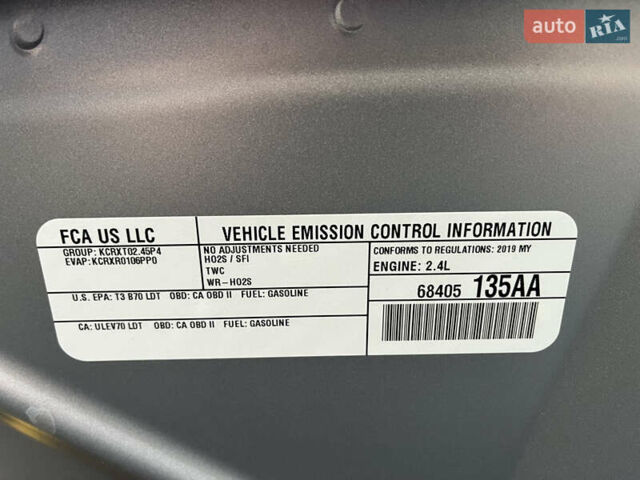 auto RIA.com
FCA US LLC
GROUP: KCRXT02.45P4
EVAP: KCRXR0106PP0
VEHICLE EMISSION CONTROL INFORMATION
NO ADJUSTMENTS NEEDED
HO2S / SFI
TWC
WR-HO2S
CONFORMS TO REGULATIONS: 2019 MY
ENGINE: 2.4L
U.S. EPA: T3 B70 LDT OBD: CA OBD II FUEL: GASOLINE
CA: ULEV70 LDT OBD: CA OBD II FUEL: GASOLINE
68405 135AA